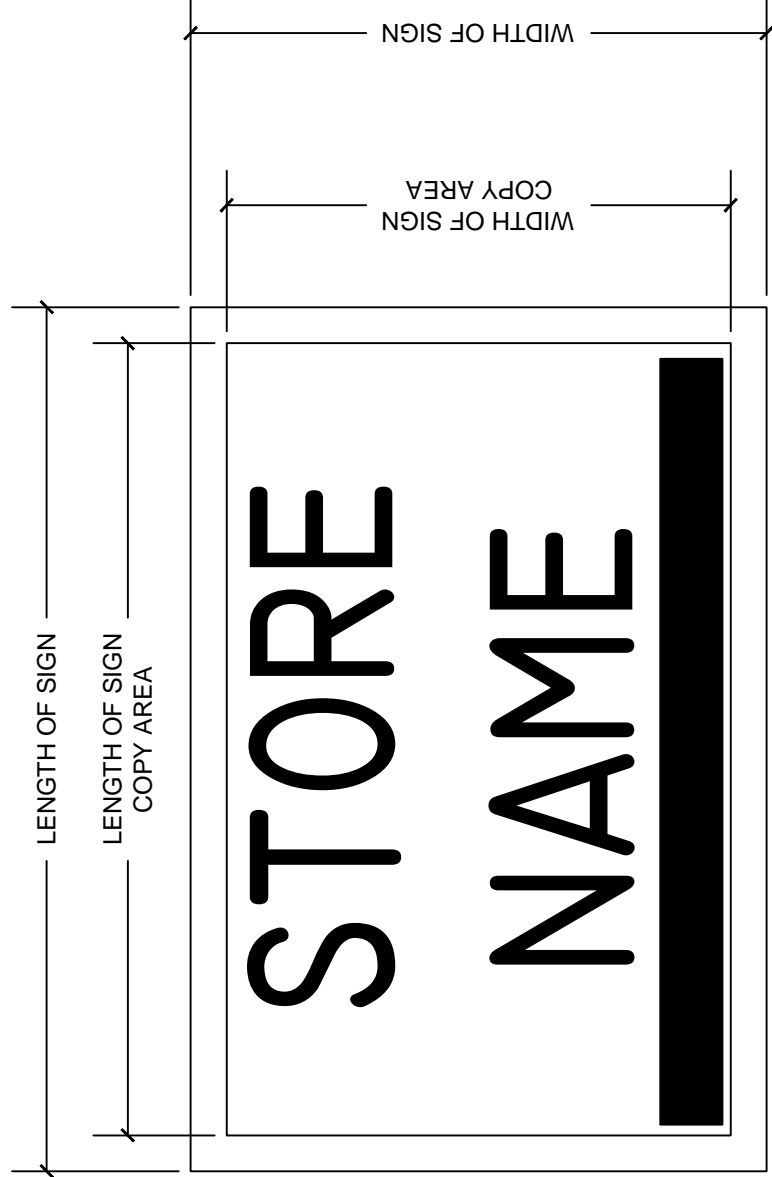 LENGTH OF SIGN
LENGTH OF SIGN
COPY AREA
STORE
NAME
WIDTH OF SIGN
COPY AREA
WIDTH OF SIGN